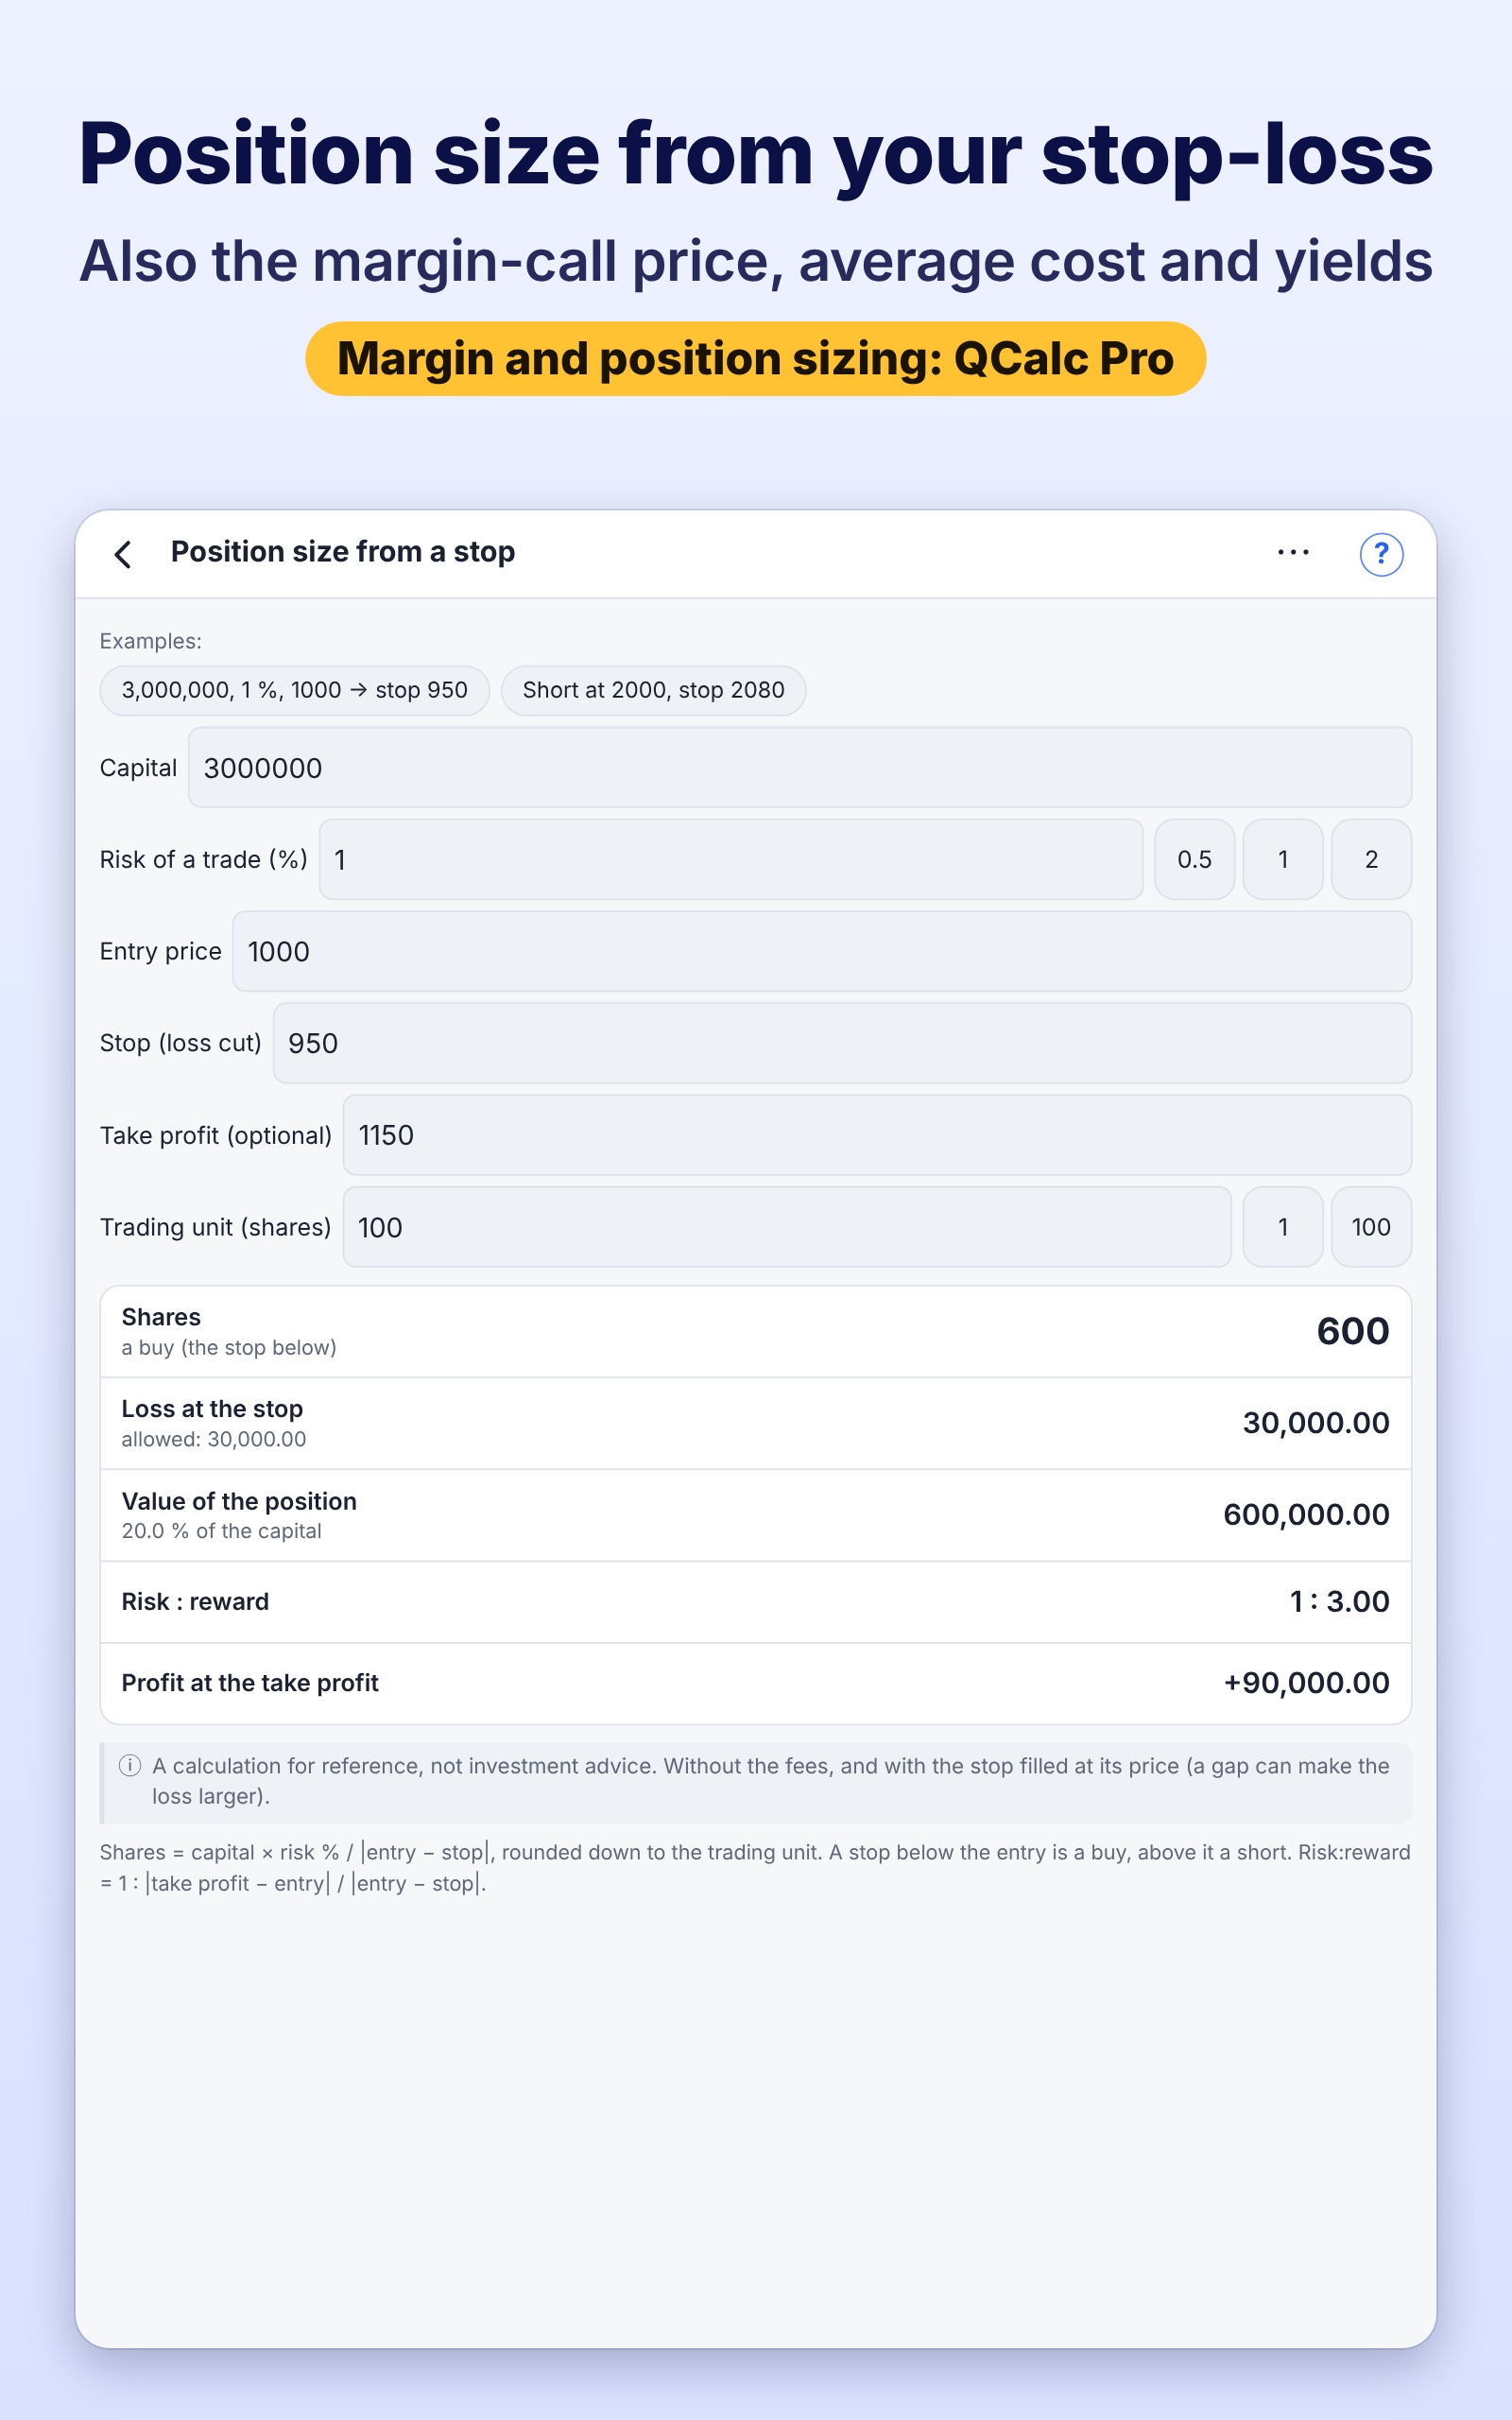 Position size from your stop-loss
Also the margin-call price, average cost and yields
Margin and position sizing: QCalc Pro
Position size from a stop
?
Examples:
3,000,000, 1 %, 1000 → stop 950
Short at 2000, stop 2080
Capital
3000000
Risk of a trade (%)
1
0.5
1
2
Entry price
1000
Stop (loss cut)
950
Take profit (optional)
1150
Trading unit (shares)
100
1
100
Shares
a buy (the stop below)
600
Loss at the stop
allowed: 30,000.00
30,000.00
Value of the position
20.0 % of the capital
600,000.00
Risk : reward
1 : 3.00
Profit at the take profit
+90,000.00
ⓘ A calculation for reference, not investment advice. Without the fees, and with the stop filled at its price (a gap can make the
loss larger).
Shares = capital × risk % / |entry − stop|, rounded down to the trading unit. A stop below the entry is a buy, above it a short. Risk:reward
= 1 : |take profit − entry| / |entry − stop|.